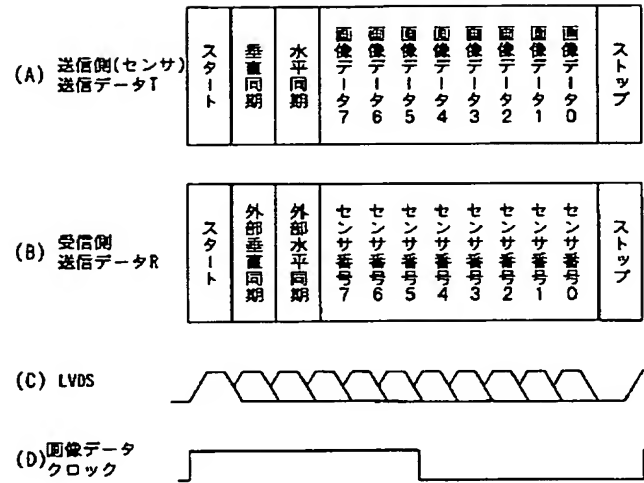 (A) 送信側(センサ)
送信データT
スタート
垂直同期
水平同期
画像データ7
画像データ6
画像データ5
画像データ4
画像データ3
画像データ2
画像データ1
画像データ0
ストップ
(B) 受信側
送信データR
スタート
外部垂直同期
外部水平同期
センサ番号7
センサ番号6
センサ番号5
センサ番号4
センサ番号3
センサ番号2
センサ番号1
センサ番号0
ストップ
(C) LVDS
(D) 画像データ
クロック